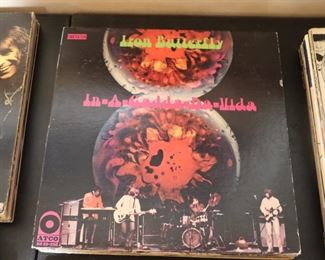 Iron Butterfly
In-A-Gadda-Da-Vida
ATCO